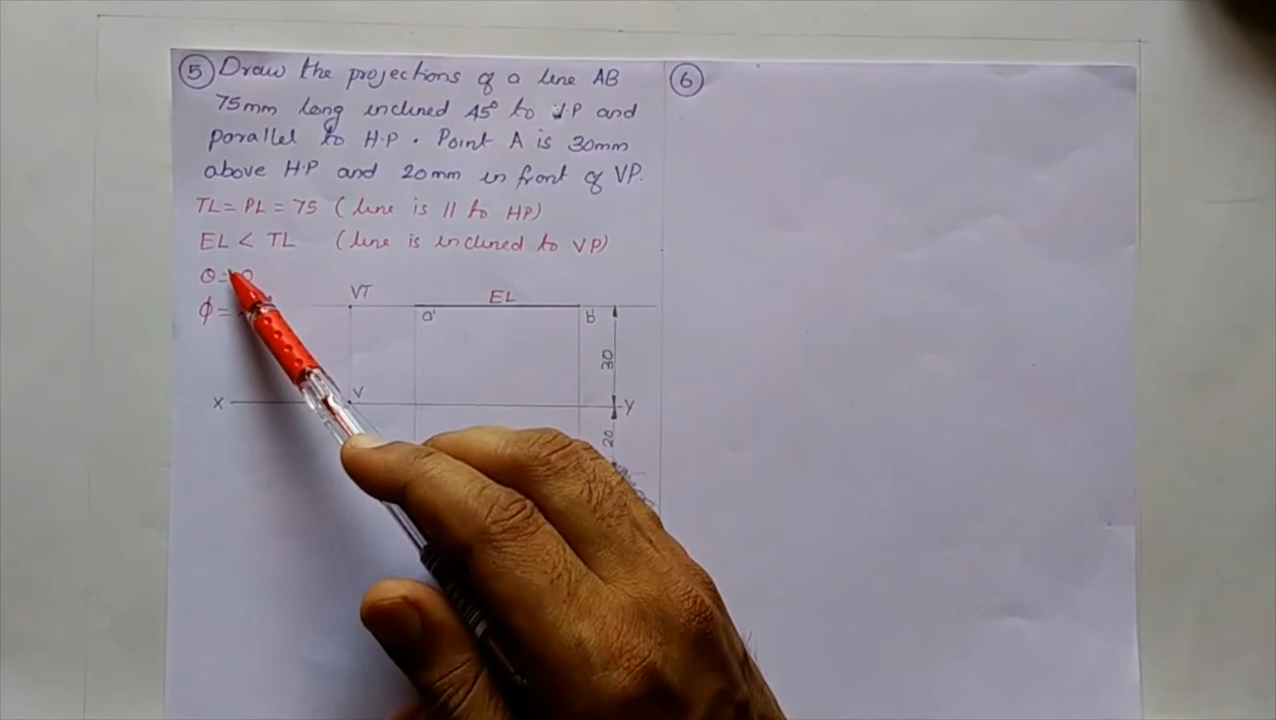 5 Draw the projections of a line AB
75mm long inclined 45° to V.P and
parallel to H.P. Point A is 30mm
above H.P and 20mm in front of VP.
TL = PL = 75 (line is 11 to HP)
EL < TL (line is inclined to VP)
θ = 0
ϕ =
VT
EL
a'
b'
30
V
X
Y
20
6